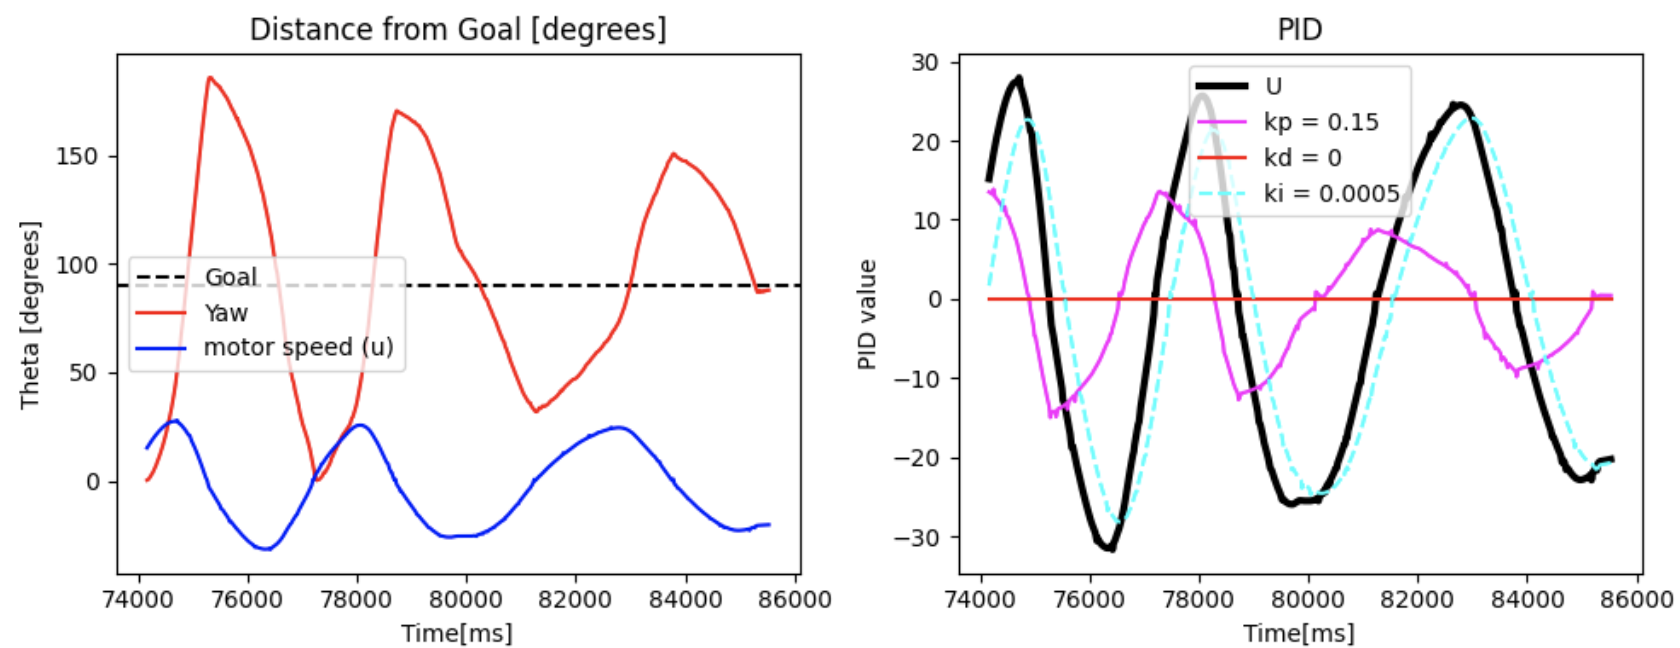 Distance from Goal [degrees]
Theta [degrees]
150
100
50
0
Goal
Yaw
motor speed (u)
74000 76000 78000 80000 82000 84000 86000
Time[ms]
PID
PID value
30
20
10
0
−10
−20
−30
U
kp = 0.15
kd = 0
ki = 0.0005
74000 76000 78000 80000 82000 84000 86000
Time[ms]